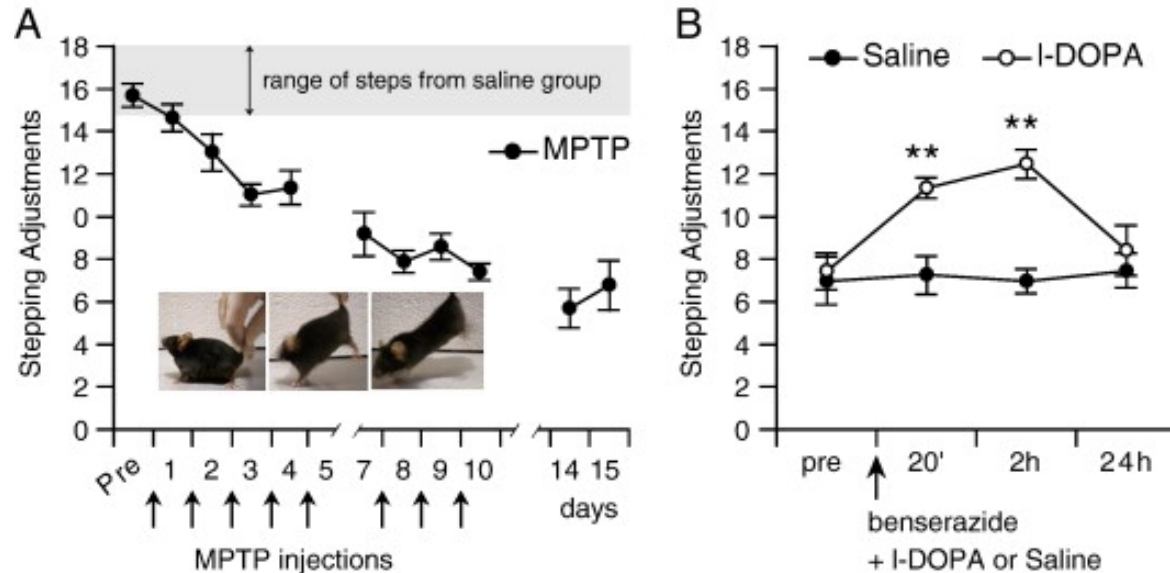 A
18
16
14
12
0
8
6
4
2
0
Stepping Adjustments
range of steps from saline group
MPTP
Pre 1 2 3 4 5 7 8 9 10 14 15
days
MPTP injections
B
Saline l-DOPA
18
16
14
12
10
8
6
4
2
0
Stepping Adjustments
** **
pre 20' 2h 24h
benserazide
+ l-DOPA or Saline